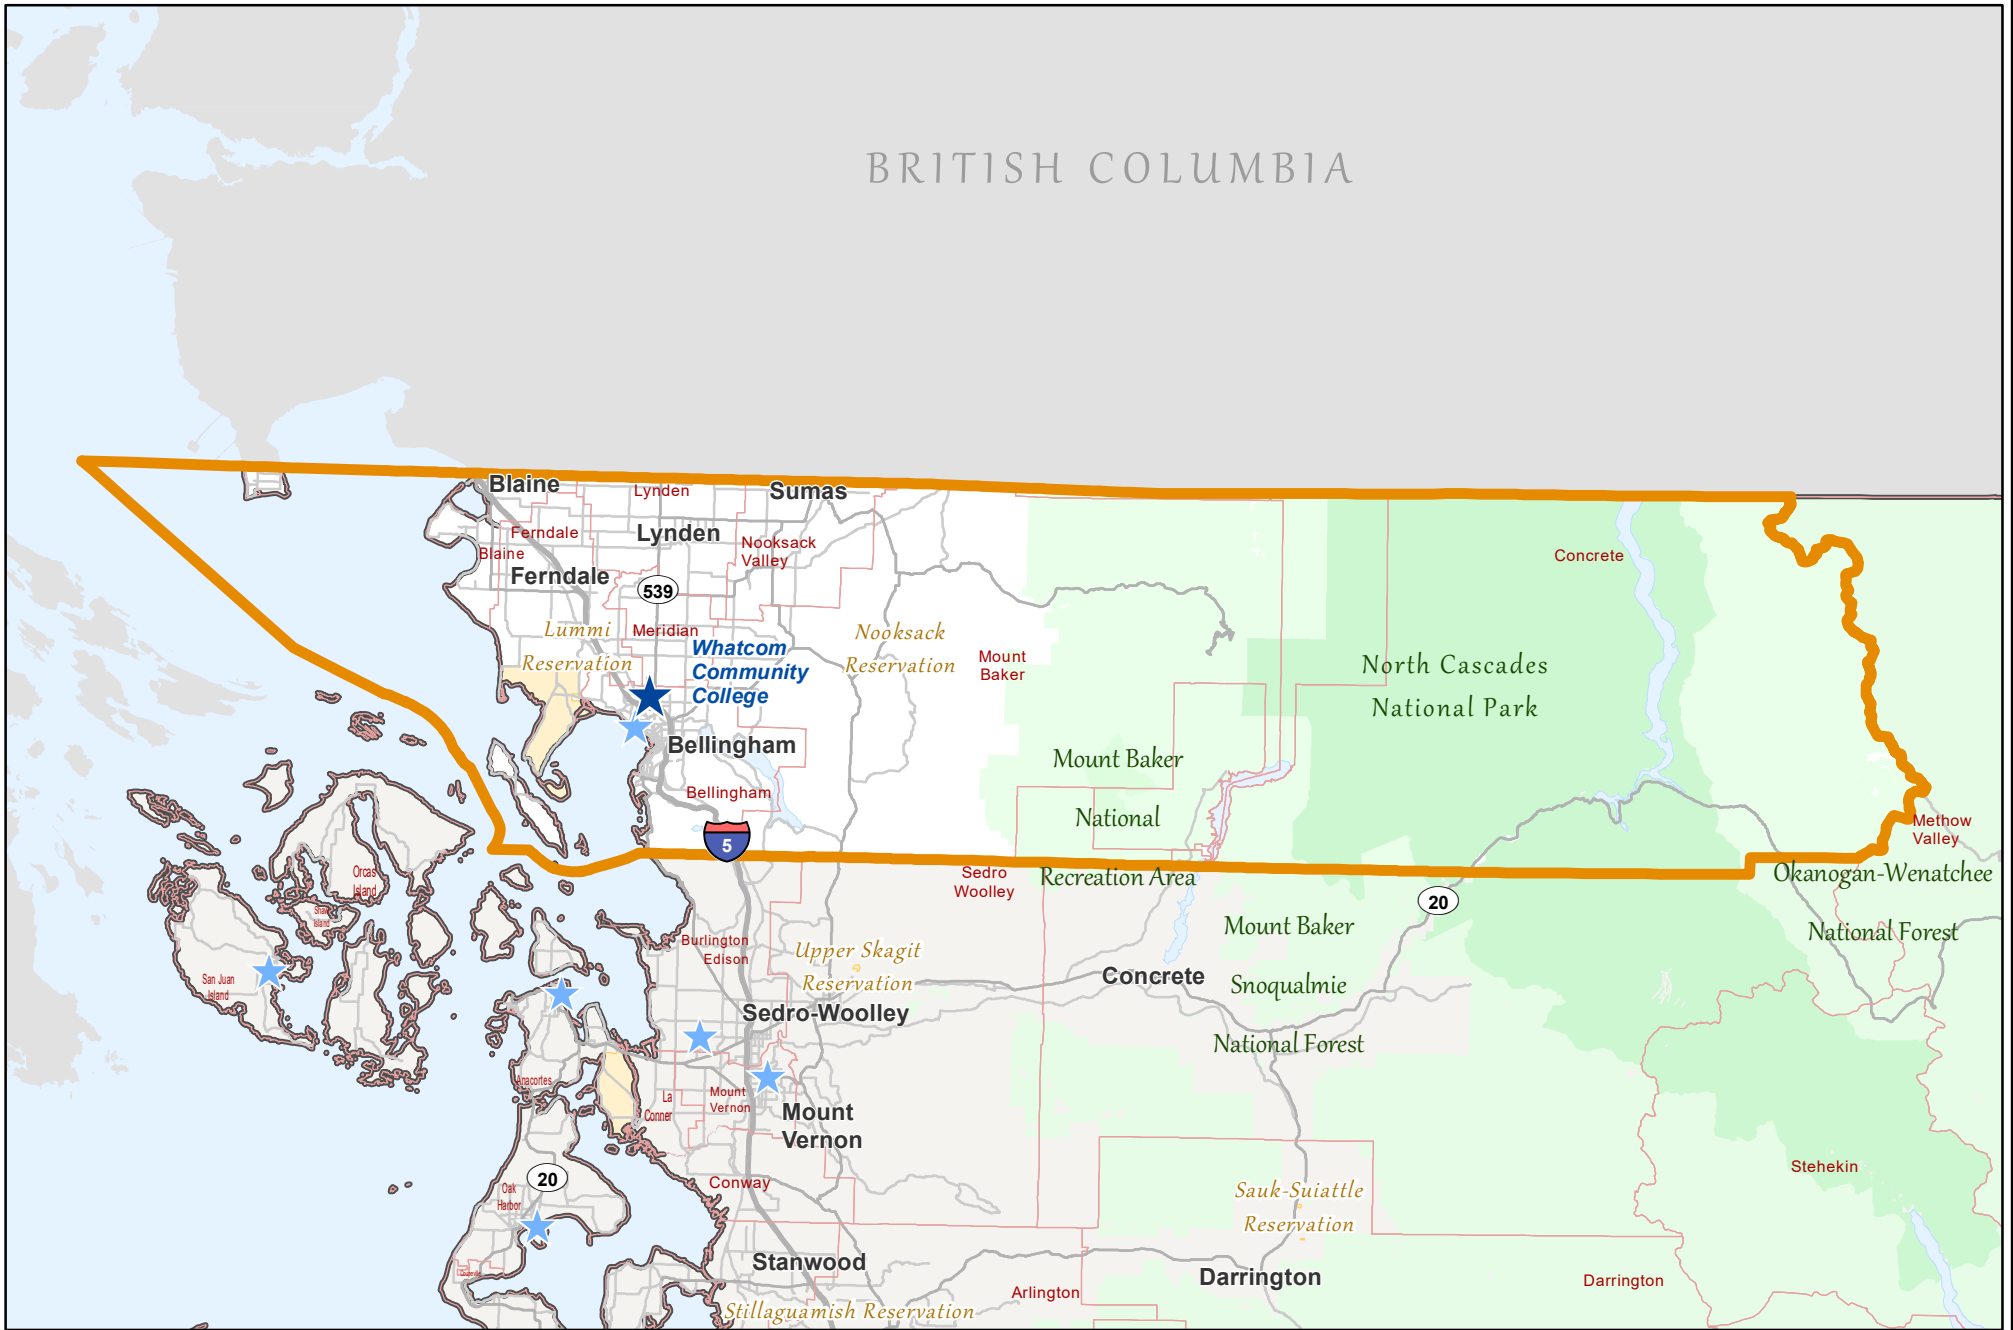 BRITISH COLUMBIA
Blaine
Lynden
Sumas
Ferndale
Lynden
Blaine
Nooksack
Valley
Concrete
Ferndale
539
Lummi
Reservation
Meridian
Nooksack
Reservation
Whatcom
Community
College
Mount
Baker
North Cascades
National Park
Bellingham
Mount Baker
National
Recreation Area
Bellingham
5
Methow
Valley
Okanogan-Wenatchee
National Forest
Orcas
Island
Shaw
Island
Sedro
Woolley
20
Mount Baker
Snoqualmie
National Forest
Burlington
Edison
Upper Skagit
Reservation
San Juan
Island
Concrete
Sedro-Woolley
Anacortes
La
Conner
Mount
Vernon
Mount
Vernon
20
Oak
Harbor
Conway
Sauk-Suiattle
Reservation
Stehekin
Stanwood
Darrington
Darrington
Arlington
Stillaguamish Reservation